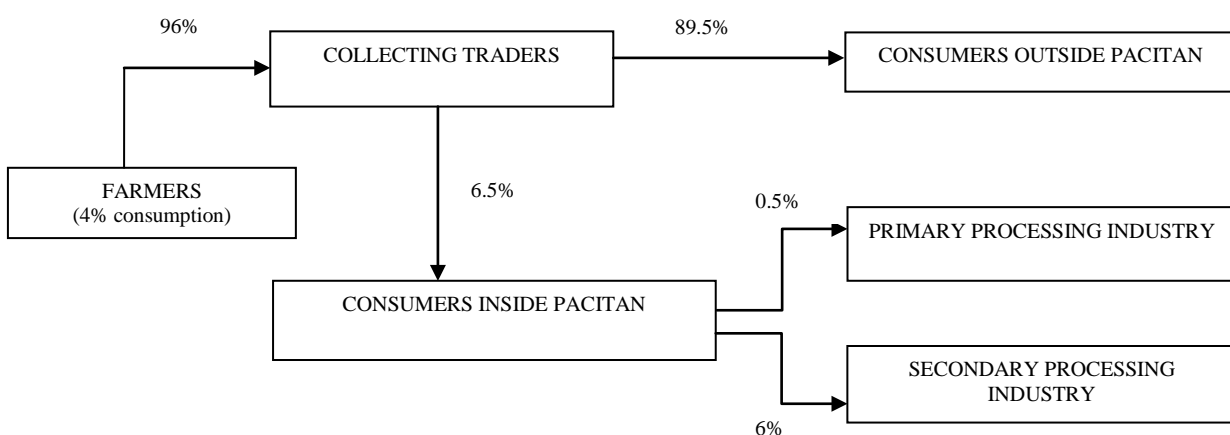 96%
COLLECTING TRADERS
89.5%
CONSUMERS OUTSIDE PACITAN
FARMERS
(4% consumption)
6.5%
0.5%
PRIMARY PROCESSING INDUSTRY
CONSUMERS INSIDE PACITAN
SECONDARY PROCESSING
INDUSTRY
6%